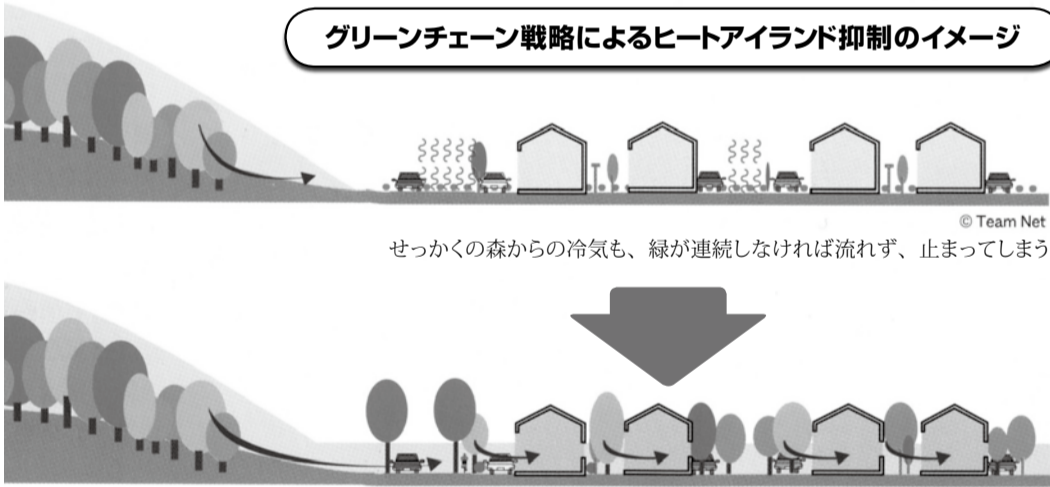 グリーンチェーン戦略によるヒートアイランド抑制のイメージ
© Team Net
せっかくの森からの冷気も、緑が連続しなければ流れず、止まってしまう